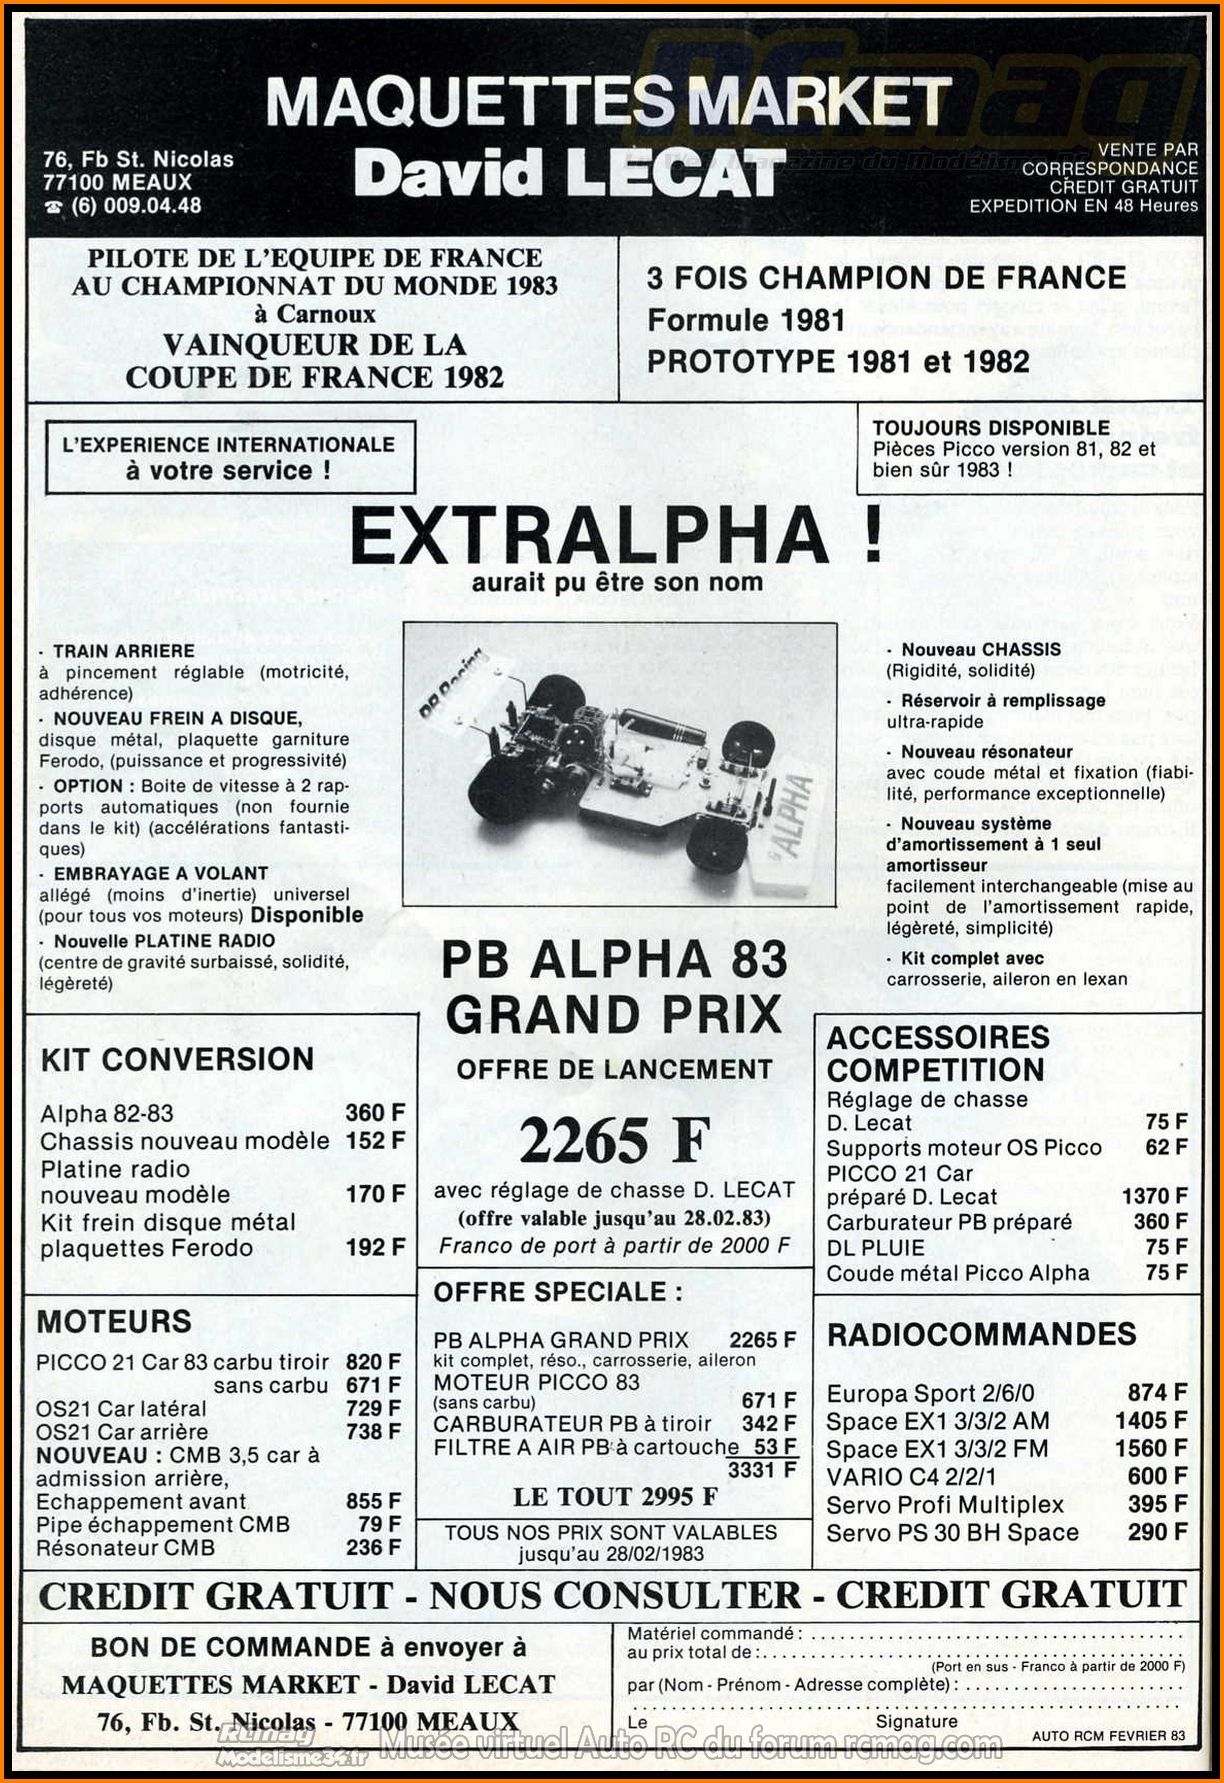 RCmag
Le Web Magazine du Modélisme RC
MAQUETTES MARKET
David LECAT
76, Fb St. Nicolas
77100 MEAUX
☎ (6) 009.04.48
VENTE PAR
CORRESPONDANCE
CREDIT GRATUIT
EXPEDITION EN 48 Heures
PILOTE DE L'EQUIPE DE FRANCE
AU CHAMPIONNAT DU MONDE 1983
à Carnoux
VAINQUEUR DE LA
COUPE DE FRANCE 1982
3 FOIS CHAMPION DE FRANCE
Formule 1981
PROTOTYPE 1981 et 1982
L'EXPERIENCE INTERNATIONALE
à votre service !
TOUJOURS DISPONIBLE
Pièces Picco version 81, 82 et
bien sûr 1983 !
EXTRALPHA !
aurait pu être son nom
· TRAIN ARRIERE
à pincement réglable (motricité,
adhérence)
· NOUVEAU FREIN A DISQUE,
disque métal, plaquette garniture
Ferodo, (puissance et progressivité)
· OPTION : Boite de vitesse à 2 rap-
ports automatiques (non fournie
dans le kit) (accélérations fantasti-
ques)
· EMBRAYAGE A VOLANT
allégé (moins d'inertie) universel
(pour tous vos moteurs) Disponible
· Nouvelle PLATINE RADIO
(centre de gravité surbaissé, solidité,
légèreté)
PB Racing
ALPHA
· Nouveau CHASSIS
(Rigidité, solidité)
· Réservoir à remplissage
ultra-rapide
· Nouveau résonateur
avec coude métal et fixation (fiabi-
lité, performance exceptionnelle)
· Nouveau système
d'amortissement à 1 seul
amortisseur
facilement interchangeable (mise au
point de l'amortissement rapide,
légèreté, simplicité)
· Kit complet avec
carrosserie, aileron en lexan
PB ALPHA 83
GRAND PRIX
OFFRE DE LANCEMENT
2265 F
avec réglage de chasse D. LECAT
(offre valable jusqu'au 28.02.83)
Franco de port à partir de 2000 F
KIT CONVERSION
Alpha 82-83 360 F
Chassis nouveau modèle 152 F
Platine radio
nouveau modèle 170 F
Kit frein disque métal
plaquettes Ferodo 192 F
MOTEURS
PICCO 21 Car 83 carbu tiroir 820 F
sans carbu 671 F
OS21 Car latéral 729 F
OS21 Car arrière 738 F
NOUVEAU : CMB 3,5 car à
admission arrière,
Echappement avant 855 F
Pipe échappement CMB 79 F
Résonateur CMB 236 F
OFFRE SPECIALE :
PB ALPHA GRAND PRIX 2265 F
kit complet, réso., carrosserie, aileron
MOTEUR PICCO 83
(sans carbu) 671 F
CARBURATEUR PB à tiroir 342 F
FILTRE A AIR PB à cartouche 53 F
3331 F
LE TOUT 2995 F
TOUS NOS PRIX SONT VALABLES
jusqu'au 28/02/1983
ACCESSOIRES
COMPETITION
Réglage de chasse
D. Lecat 75 F
Supports moteur OS Picco 62 F
PICCO 21 Car
préparé D. Lecat 1370 F
Carburateur PB préparé 360 F
DL PLUIE 75 F
Coude métal Picco Alpha 75 F
RADIOCOMMANDES
Europa Sport 2/6/0 874 F
Space EX1 3/3/2 AM 1405 F
Space EX1 3/3/2 FM 1560 F
VARIO C4 2/2/1 600 F
Servo Profi Multiplex 395 F
Servo PS 30 BH Space 290 F
CREDIT GRATUIT - NOUS CONSULTER - CREDIT GRATUIT
BON DE COMMANDE à envoyer à
MAQUETTES MARKET - David LECAT
76, Fb. St. Nicolas - 77100 MEAUX
Matériel commandé : ........................................
au prix total de :........................................
(Port en sus - Franco à partir de 2000 F)
par (Nom - Prénom - Adresse complète) : ........................
............................................................
Le Signature
AUTO RCM FEVRIER 83
RCmag
Modelisme34.fr
Musée virtuel Auto RC du forum rcmag.com